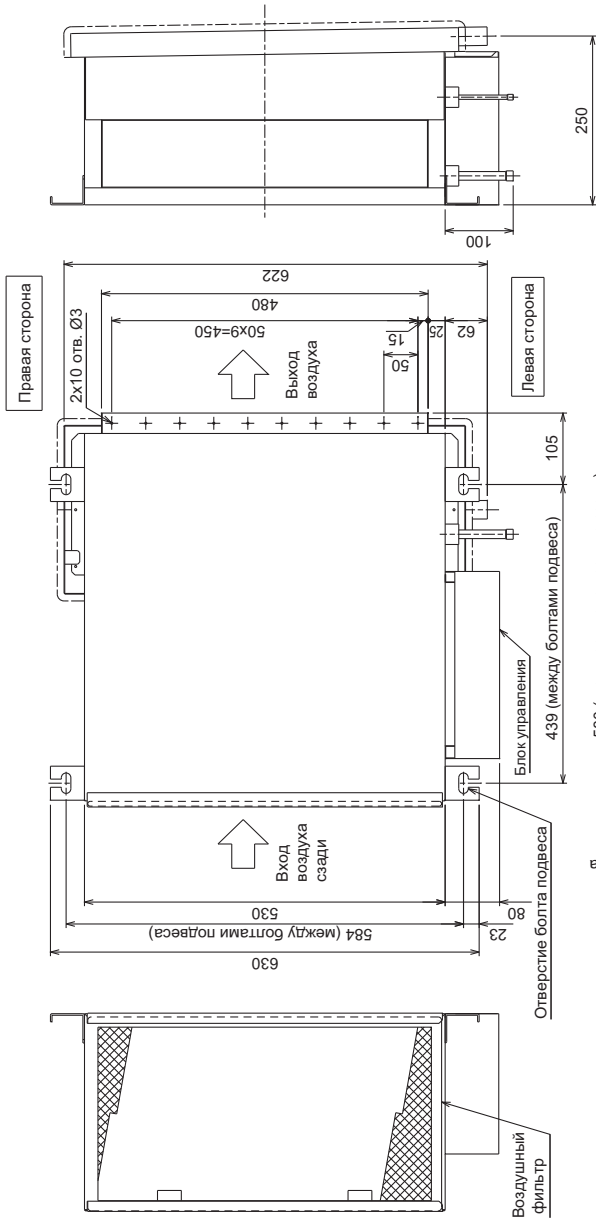 250
100
Правая сторона
Левая сторона
2x10 отв. Ø3
622
480
50x9=450
15
25
62
50
Выход
воздуха
105
439 (между болтами подвеса)
Блок управления
Вход
воздуха
сзади
Отверстие болта подвеса
530
584 (между болтами подвеса)
630
80
23
Воздушный
фильтр